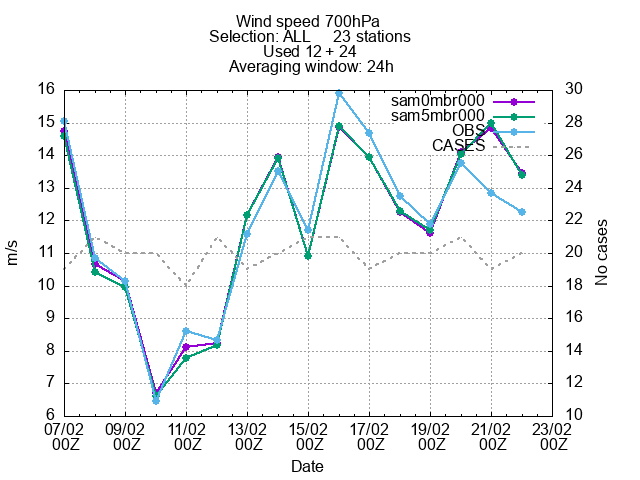 Wind speed 700hPa
Selection: ALL 23 stations
Used 12 + 24
Averaging window: 24h
16 30
15 28
14 26
13 24
12 22
11 20
10 18
9 16
8 14
7 12
6 10
sam0mbr000
sam5mbr000
OBS
CASES
m/s
No cases
07/02 09/02 11/02 13/02 15/02 17/02 19/02 21/02 23/02
00Z 00Z 00Z 00Z 00Z 00Z 00Z 00Z 00Z
Date